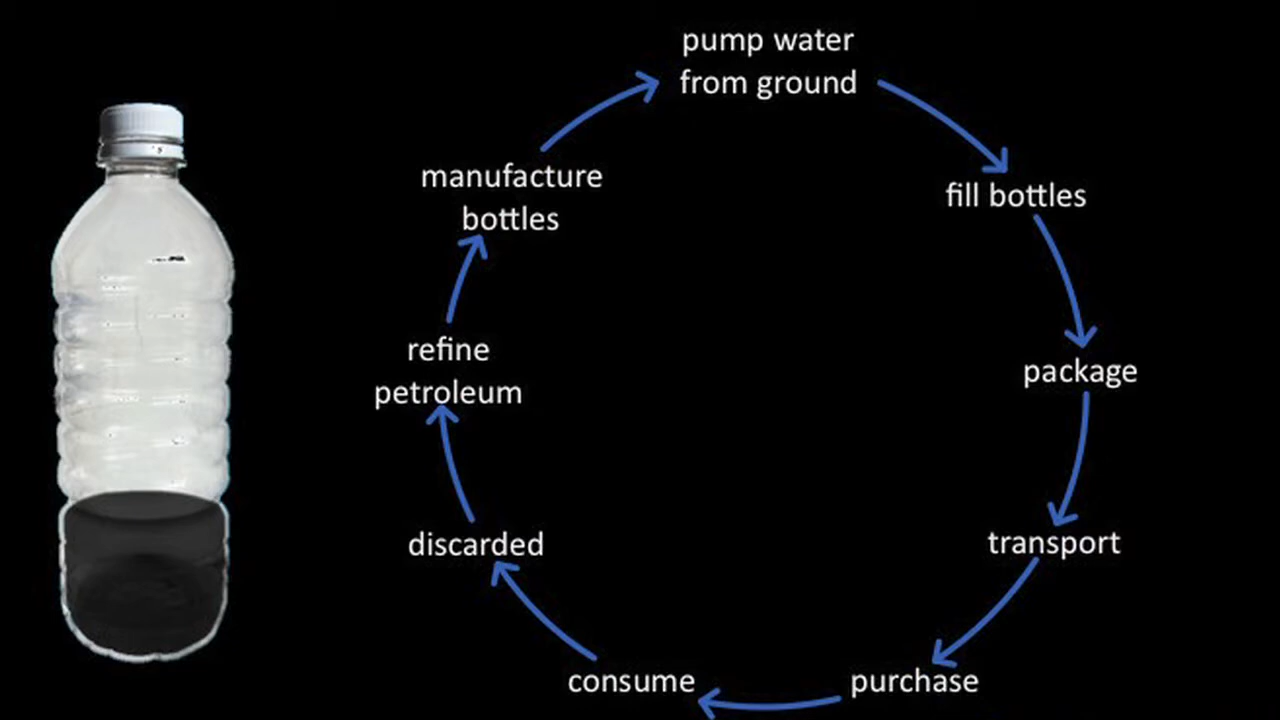 pump water
from ground
fill bottles
package
transport
purchase
consume
discarded
refine
petroleum
manufacture
bottles